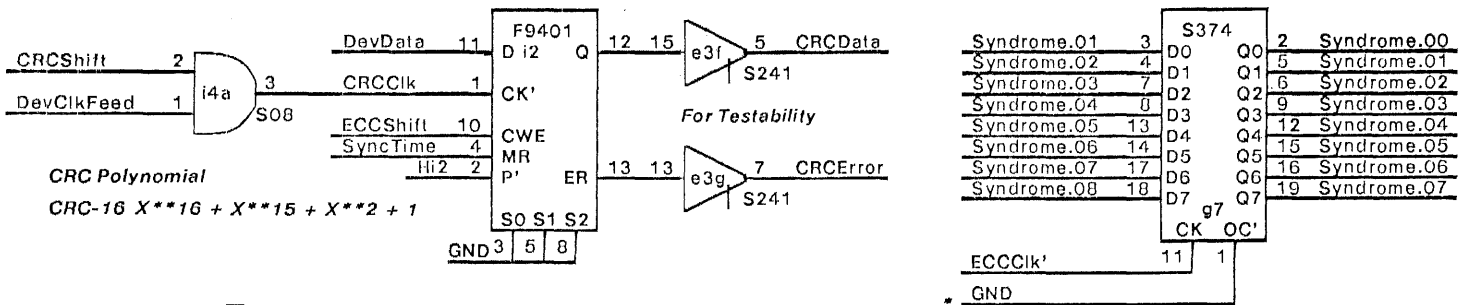 F9401
S374
DevData 11 D i2 Q 12 15 e3f 5 CRCData
S241
CRCShift 2
i4a 3 CRCClk 1 CK'
DevClkFeed 1
S08
For Testability
ECCShift 10 CWE
SyncTime 4 MR
Hi2 2 P' ER 13 13 e3g 7 CRCError
S241
CRC Polynomial
CRC-16 X**16 + X**15 + X**2 + 1
S0 S1 S2
GND 3 5 8
Syndrome.01 3 D0 Q0 2 Syndrome.00
Syndrome.02 4 D1 Q1 5 Syndrome.01
Syndrome.03 7 D2 Q2 6 Syndrome.02
Syndrome.04 8 D3 Q3 9 Syndrome.03
Syndrome.05 13 D4 Q4 12 Syndrome.04
Syndrome.06 14 D5 Q5 15 Syndrome.05
Syndrome.07 17 D6 Q6 16 Syndrome.06
Syndrome.08 18 D7 Q7 19 Syndrome.07
g7
CK OC'
ECCClk' 11 1
* GND